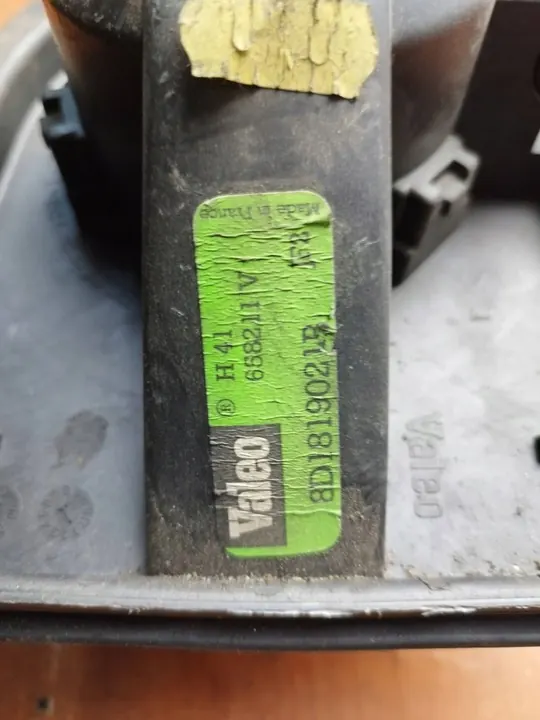 Made in France
Valeo
® H 41
658211 V
8D1819021B
Valeo